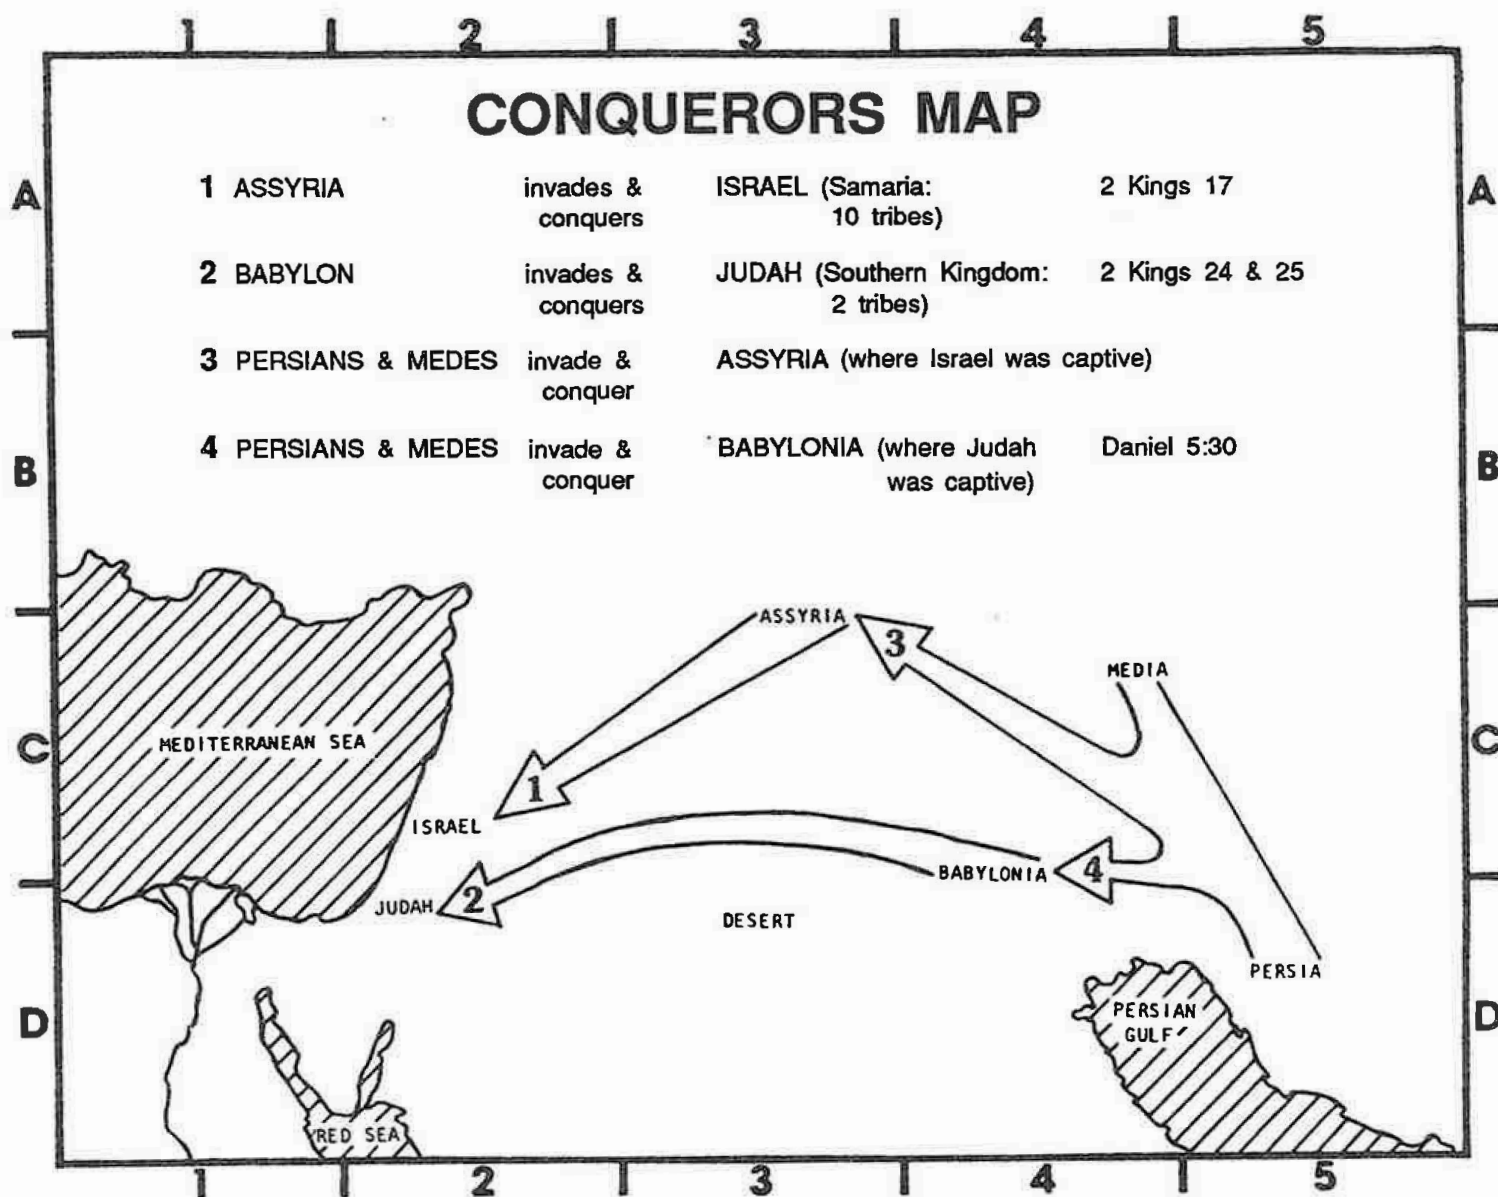 1 2 3 4 5
CONQUERORS MAP
A A
1 ASSYRIA invades & ISRAEL (Samaria: 2 Kings 17
conquers 10 tribes)
2 BABYLON invades & JUDAH (Southern Kingdom: 2 Kings 24 & 25
conquers 2 tribes)
3 PERSIANS & MEDES invade & ASSYRIA (where Israel was captive)
conquer
4 PERSIANS & MEDES invade & BABYLONIA (where Judah Daniel 5:30
B conquer was captive) B
ASSYRIA
3
MEDIA
C MEDITERRANEAN SEA C
1
ISRAEL
BABYLONIA 4
JUDAH 2
DESERT
PERSIA
D PERSIAN D
GULF
RED SEA
1 2 3 4 5